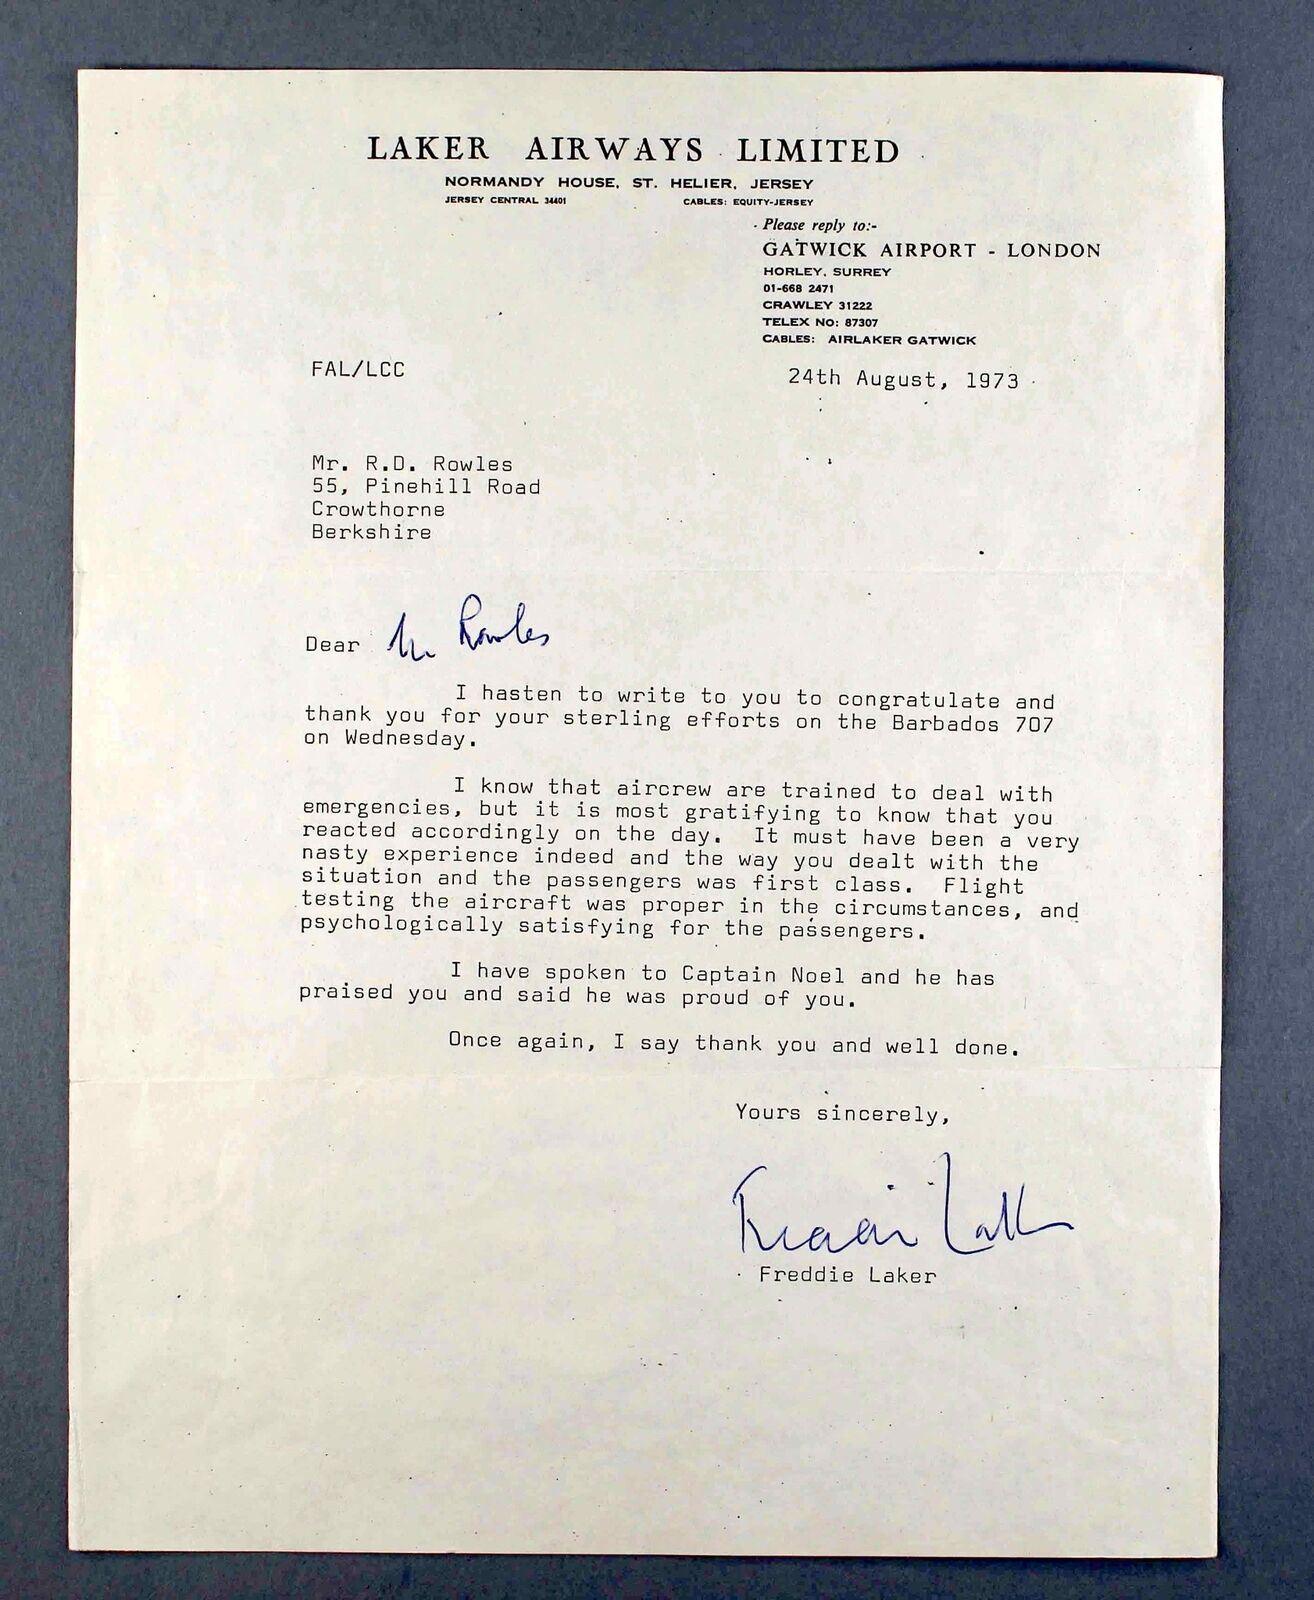 LAKER AIRWAYS LIMITED
NORMANDY HOUSE, ST. HELIER, JERSEY
JERSEY CENTRAL 34401 CABLES: EQUITY-JERSEY
Please reply to:-
GATWICK AIRPORT - LONDON
HORLEY, SURREY
01-668 2471
CRAWLEY 31222
TELEX NO: 87307
CABLES: AIRLAKER GATWICK
FAL/LCC
24th August, 1973
Mr. R.D. Rowles
55, Pinehill Road
Crowthorne
Berkshire
Dear Mr Rowles
I hasten to write to you to congratulate and
thank you for your sterling efforts on the Barbados 707
on Wednesday.
I know that aircrew are trained to deal with
emergencies, but it is most gratifying to know that you
reacted accordingly on the day. It must have been a very
nasty experience indeed and the way you dealt with the
situation and the passengers was first class. Flight
testing the aircraft was proper in the circumstances, and
psychologically satisfying for the passengers.
I have spoken to Captain Noel and he has
praised you and said he was proud of you.
Once again, I say thank you and well done.
Yours sincerely,
Freddie Laker
Freddie Laker